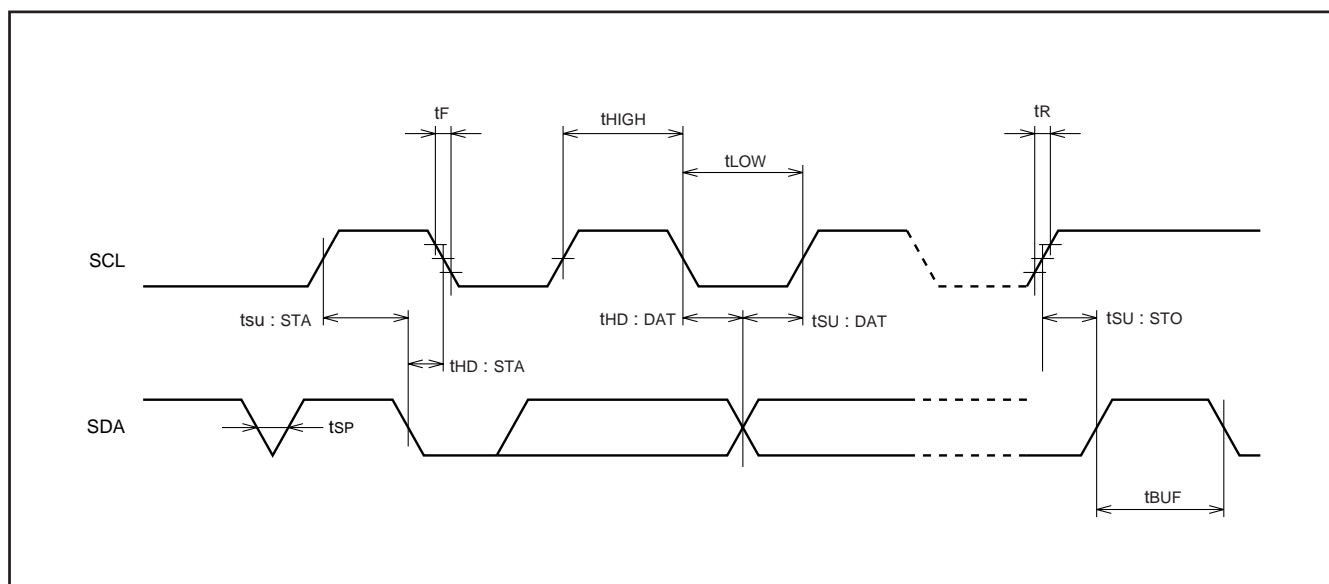 tF
tHIGH
tR
tLOW
SCL
tsu : STA
tHD : DAT
tSU : DAT
tSU : STO
tHD : STA
SDA
tSP
tBUF